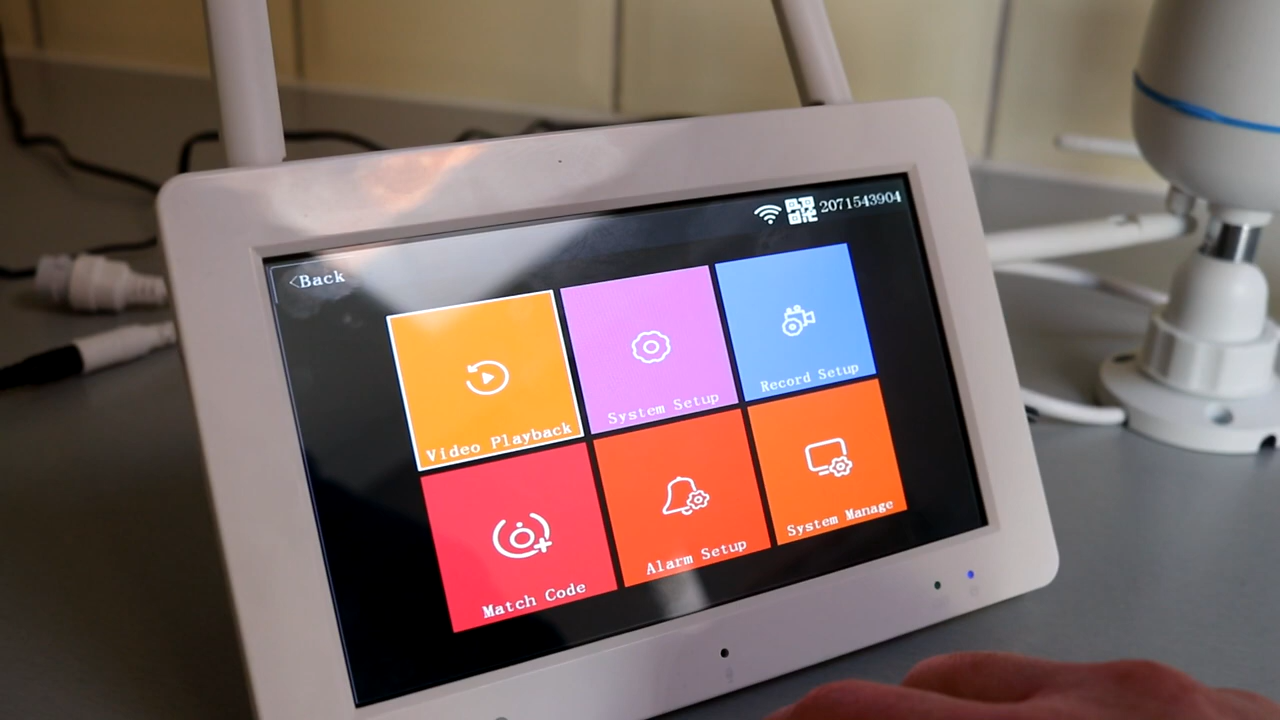 2071543904
<Back
Video Playback
System Setup
Record Setup
Match Code
Alarm Setup
System Manage